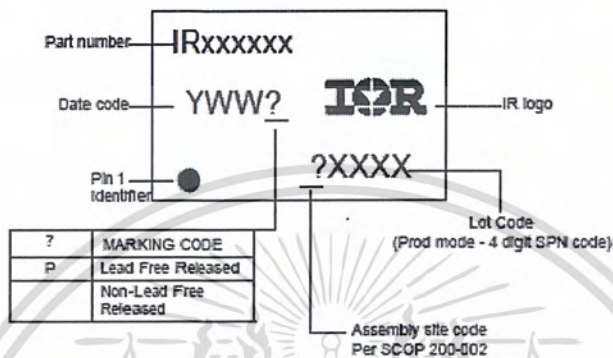 Part number
IRxxxxxx
Date code
YWW?
IOR
IR logo
Pin 1
Identifier
?XXXX
Lot Code
(Prod mode - 4 digit SPN code)
? MARKING CODE
P Lead Free Released
Non-Lead Free
Released
Assembly site code
Per SCOP 200-002